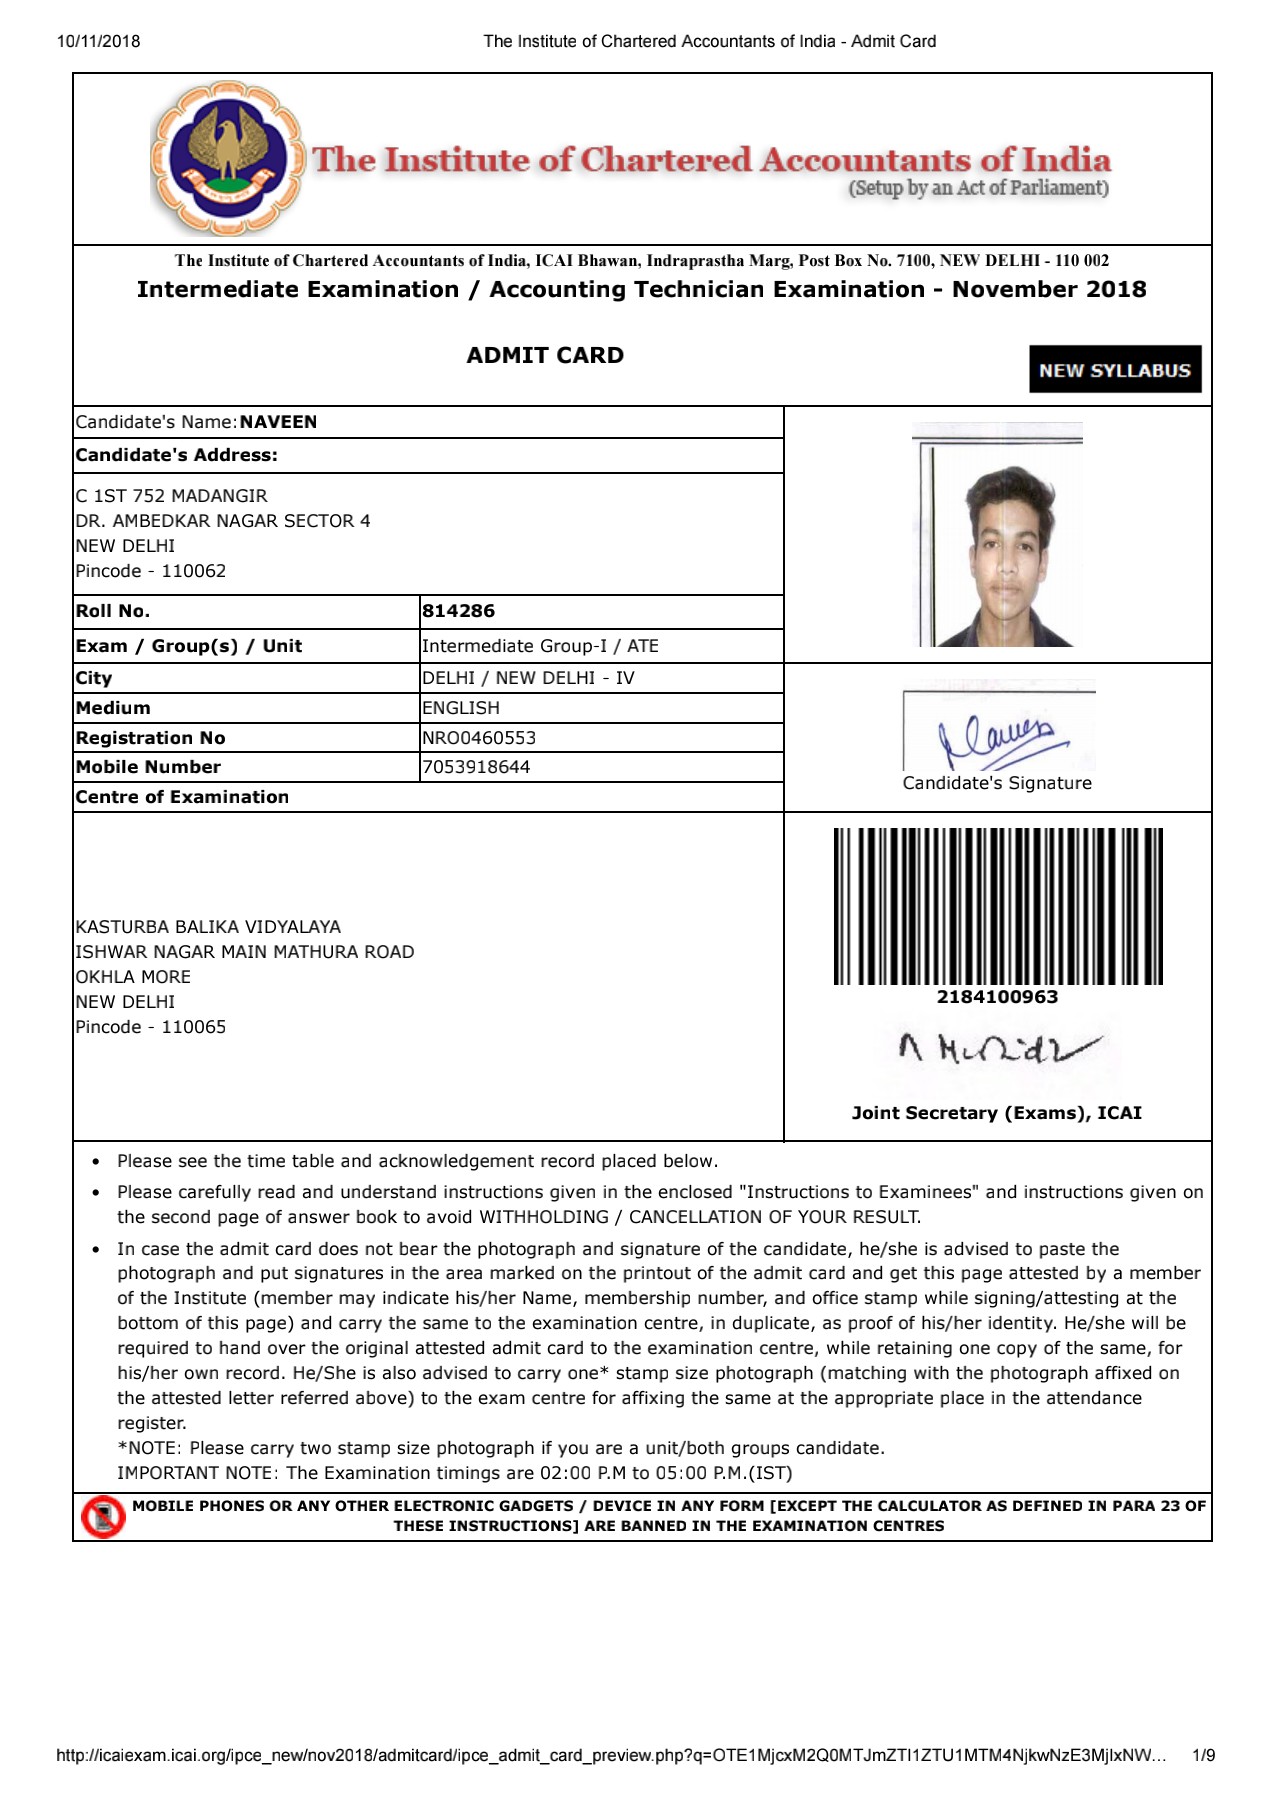 10/11/2018
The Institute of Chartered Accountants of India - Admit Card
The Institute of Chartered Accountants of India
(Setup by an Act of Parliament)
The Institute of Chartered Accountants of India, ICAI Bhawan, Indraprastha Marg, Post Box No. 7100, NEW DELHI - 110 002
Intermediate Examination / Accounting Technician Examination - November 2018
ADMIT CARD
NEW SYLLABUS
Candidate's Name:NAVEEN
Candidate's Address:
C 1ST 752 MADANGIR
DR. AMBEDKAR NAGAR SECTOR 4
NEW DELHI
Pincode - 110062
Roll No. 814286
Exam / Group(s) / Unit Intermediate Group-I / ATE
City DELHI / NEW DELHI - IV
Medium ENGLISH
Registration No NRO0460553
Mobile Number 7053918644
Candidate's Signature
Centre of Examination
KASTURBA BALIKA VIDYALAYA
ISHWAR NAGAR MAIN MATHURA ROAD
OKHLA MORE
NEW DELHI
Pincode - 110065
2184100963
Joint Secretary (Exams), ICAI
• Please see the time table and acknowledgement record placed below.
• Please carefully read and understand instructions given in the enclosed "Instructions to Examinees" and instructions given on
the second page of answer book to avoid WITHHOLDING / CANCELLATION OF YOUR RESULT.
• In case the admit card does not bear the photograph and signature of the candidate, he/she is advised to paste the
photograph and put signatures in the area marked on the printout of the admit card and get this page attested by a member
of the Institute (member may indicate his/her Name, membership number, and office stamp while signing/attesting at the
bottom of this page) and carry the same to the examination centre, in duplicate, as proof of his/her identity. He/she will be
required to hand over the original attested admit card to the examination centre, while retaining one copy of the same, for
his/her own record. He/She is also advised to carry one* stamp size photograph (matching with the photograph affixed on
the attested letter referred above) to the exam centre for affixing the same at the appropriate place in the attendance
register.
*NOTE: Please carry two stamp size photograph if you are a unit/both groups candidate.
IMPORTANT NOTE: The Examination timings are 02:00 P.M to 05:00 P.M.(IST)
MOBILE PHONES OR ANY OTHER ELECTRONIC GADGETS / DEVICE IN ANY FORM [EXCEPT THE CALCULATOR AS DEFINED IN PARA 23 OF
THESE INSTRUCTIONS] ARE BANNED IN THE EXAMINATION CENTRES
http://icaiexam.icai.org/ipce_new/nov2018/admitcard/ipce_admit_card_preview.php?q=OTE1MjcxM2Q0MTJmZTI1ZTU1MTM4NjkwNzE3MjIxNW... 1/9